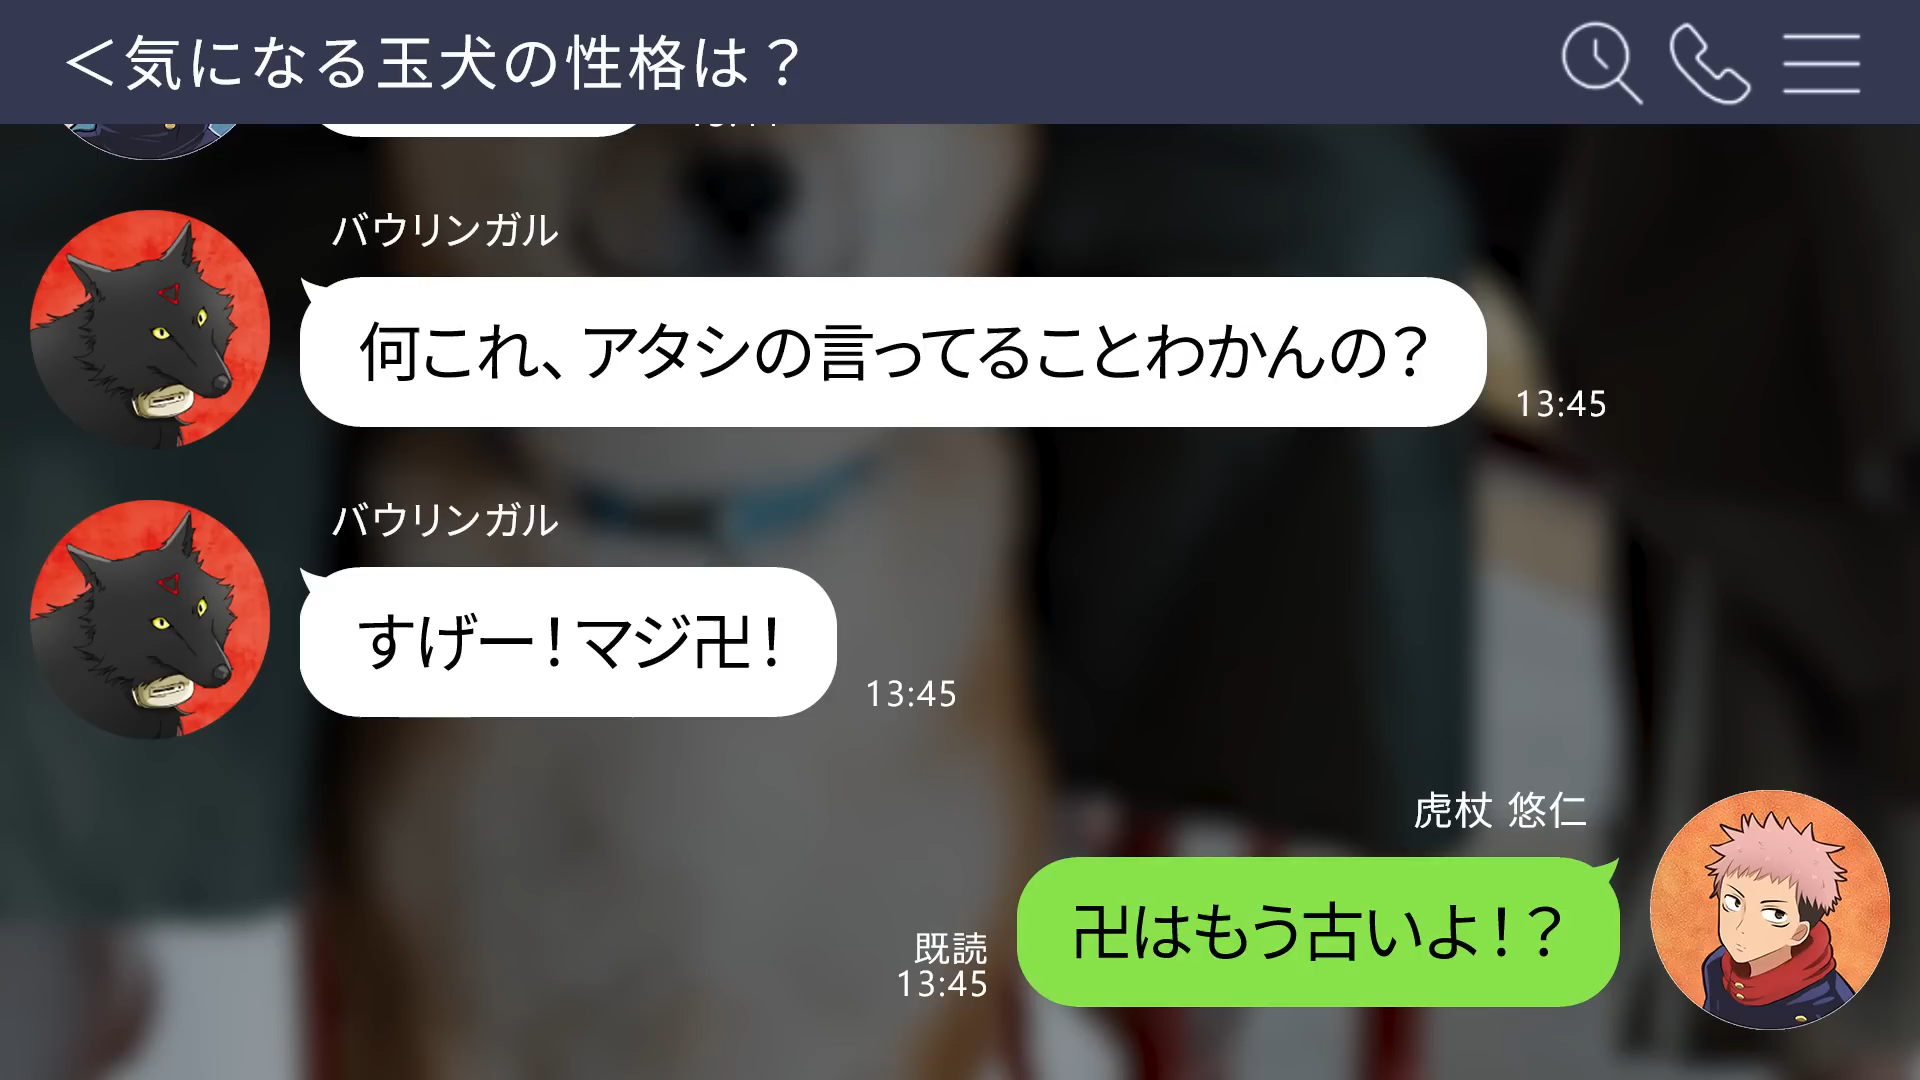 ＜気になる玉犬の性格は？
バウリンガル
何これ、アタシの言ってることわかんの？
13:45
バウリンガル
すげー！マジ卍！
13:45
虎杖 悠仁
卍はもう古いよ！？
既読
13:45